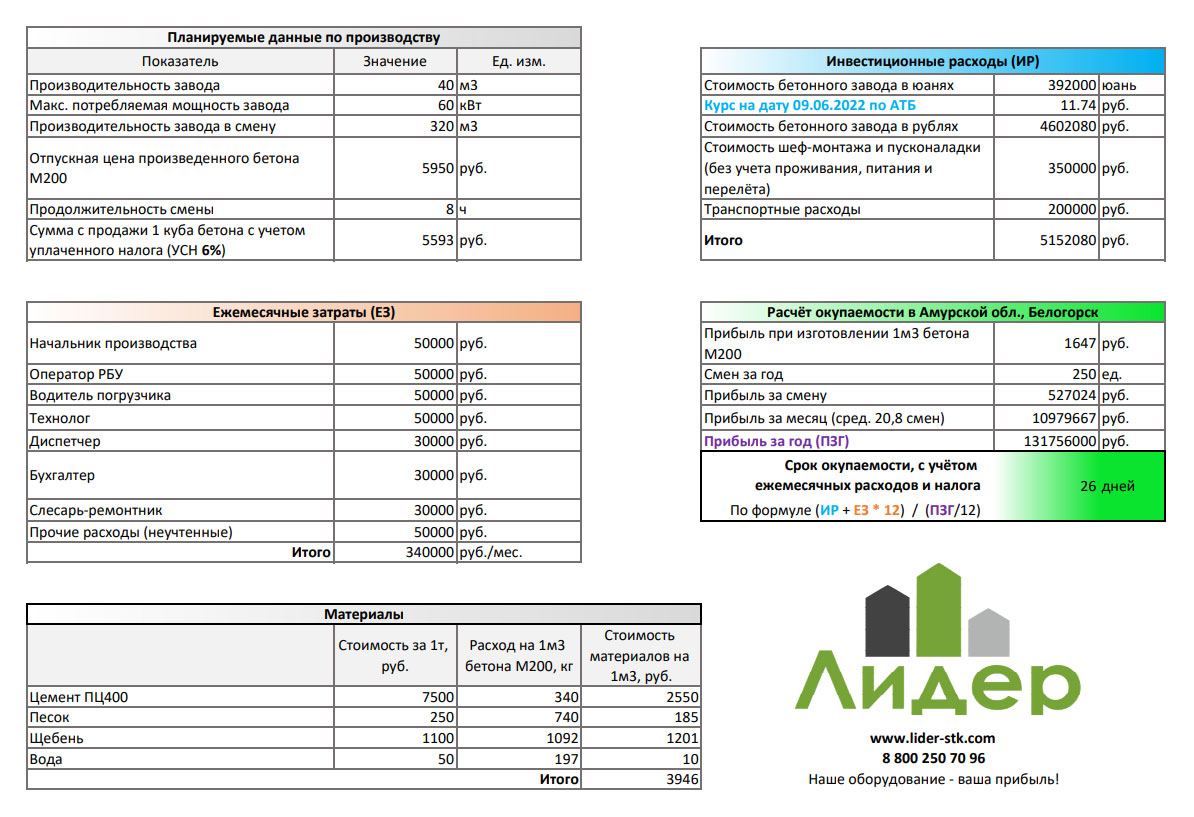 Планируемые данные по производству
Показатель Значение Ед. изм.
Производительность завода 40 м3
Макс. потребляемая мощность завода 60 кВт
Производительность завода в смену 320 м3
Отпускная цена произведенного бетона
М200 5950 руб.
Продолжительность смены 8 ч
Сумма с продажи 1 куба бетона с учетом
уплаченного налога (УСН 6%) 5593 руб.
Инвестиционные расходы (ИР)
Стоимость бетонного завода в юанях 392000 юань
Курс на дату 09.06.2022 по АТБ 11.74 руб.
Стоимость бетонного завода в рублях 4602080 руб.
Стоимость шеф-монтажа и пусконаладки
(без учета проживания, питания и
перелёта) 350000 руб.
Транспортные расходы 200000 руб.
Итого 5152080 руб.
Ежемесячные затраты (ЕЗ)
Начальник производства 50000 руб.
Оператор РБУ 50000 руб.
Водитель погрузчика 50000 руб.
Технолог 50000 руб.
Диспетчер 30000 руб.
Бухгалтер 30000 руб.
Слесарь-ремонтник 30000 руб.
Прочие расходы (неучтенные) 50000 руб.
Итого 340000 руб./мес.
Расчёт окупаемости в Амурской обл., Белогорск
Прибыль при изготовлении 1м3 бетона
М200 1647 руб.
Смен за год 250 ед.
Прибыль за смену 527024 руб.
Прибыль за месяц (сред. 20,8 смен) 10979667 руб.
Прибыль за год (ПЗГ) 131756000 руб.
Срок окупаемости, с учётом
ежемесячных расходов и налога 26 дней
По формуле (ИР + ЕЗ * 12) / (ПЗГ/12)
Материалы
Стоимость за 1т, руб. Расход на 1м3 бетона М200, кг Стоимость материалов на 1м3, руб.
Цемент ПЦ400 7500 340 2550
Песок 250 740 185
Щебень 1100 1092 1201
Вода 50 197 10
Итого 3946
Лидер
www.lider-stk.com
8 800 250 70 96
Наше оборудование - ваша прибыль!